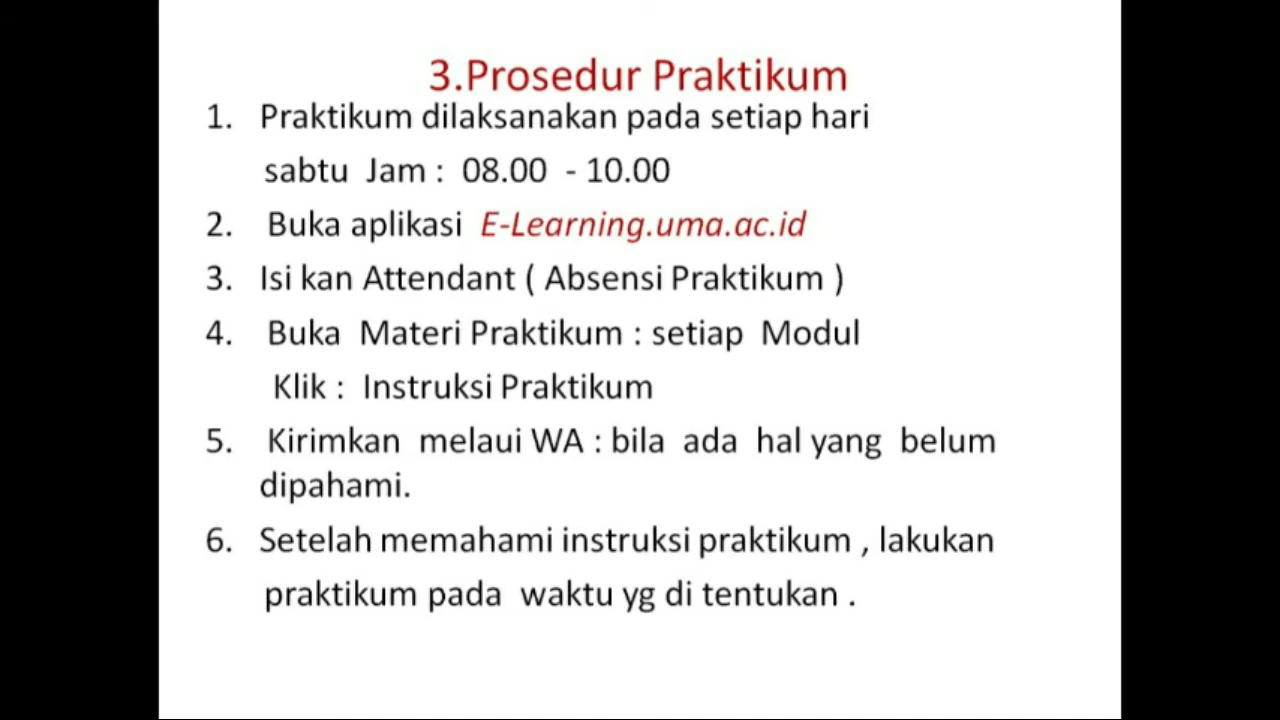 3.Prosedur Praktikum
1. Praktikum dilaksanakan pada setiap hari
sabtu Jam : 08.00 - 10.00
2. Buka aplikasi E-Learning.uma.ac.id
3. Isi kan Attendant ( Absensi Praktikum )
4. Buka Materi Praktikum : setiap Modul
Klik : Instruksi Praktikum
5. Kirimkan melaui WA : bila ada hal yang belum
dipahami.
6. Setelah memahami instruksi praktikum , lakukan
praktikum pada waktu yg di tentukan .